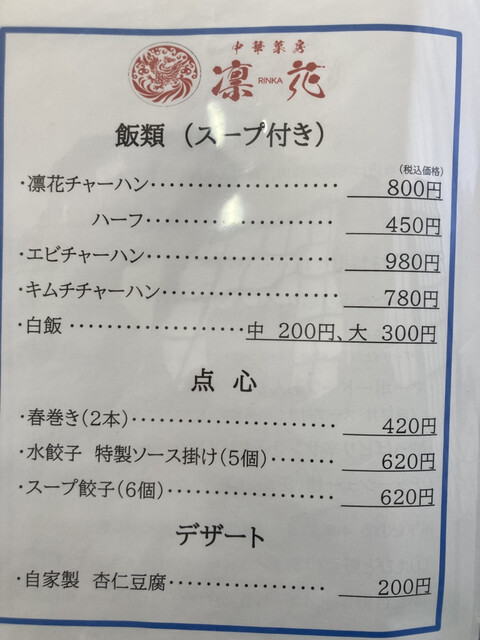 中華菜房
凛 RINKA 花
飯類（スープ付き）
(税込価格)
・凛花チャーハン・・・・・・・・・・・・・・・・・・・・ 800円
ハーフ・・・・・・・・・・・・・・・・・・・・ 450円
・エビチャーハン・・・・・・・・・・・・・・・・・・・・ 980円
・キムチチャーハン・・・・・・・・・・・・・・・・・・ 780円
・白飯・・・・・・・・・・・・・・・・・・・中 200円、大 300円
点 心
・春巻き(2本)・・・・・・・・・・・・・・・・・・・・・・ 420円
・水餃子 特製ソース掛け(5個)・・・・・・・ 620円
・スープ餃子(6個)・・・・・・・・・・・・・・・・・・ 620円
デザート
・自家製 杏仁豆腐・・・・・・・・・・・・・・・・・ 200円